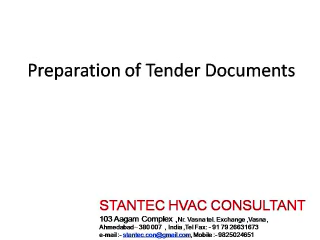 Preparation of Tender Documents
STANTEC HVAC CONSULTANT
103 Aagam Complex ,Nr. Vasna tel. Exchange ,Vasna,
Ahmedabad - 380 007 , India ,Tel Fax: - 91 79 26631673
e-mail :- stantec.con@gmail.com, Mobile :- 9825024651